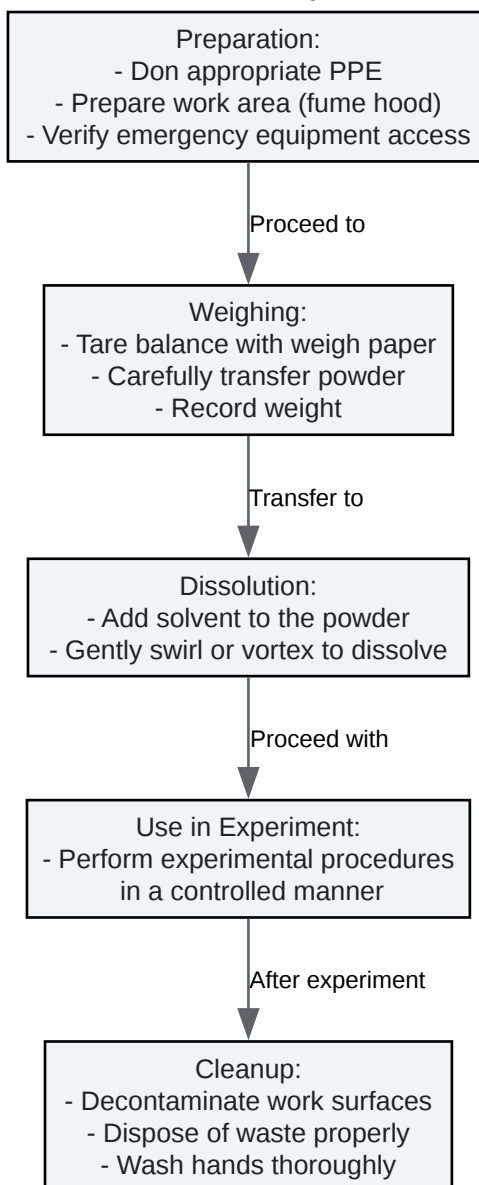 Preparation:
- Don appropriate PPE
- Prepare work area (fume hood)
- Verify emergency equipment access
Proceed to
Weighing:
- Tare balance with weigh paper
- Carefully transfer powder
- Record weight
Transfer to
Dissolution:
- Add solvent to the powder
- Gently swirl or vortex to dissolve
Proceed with
Use in Experiment:
- Perform experimental procedures
in a controlled manner
After experiment
Cleanup:
- Decontaminate work surfaces
- Dispose of waste properly
- Wash hands thoroughly